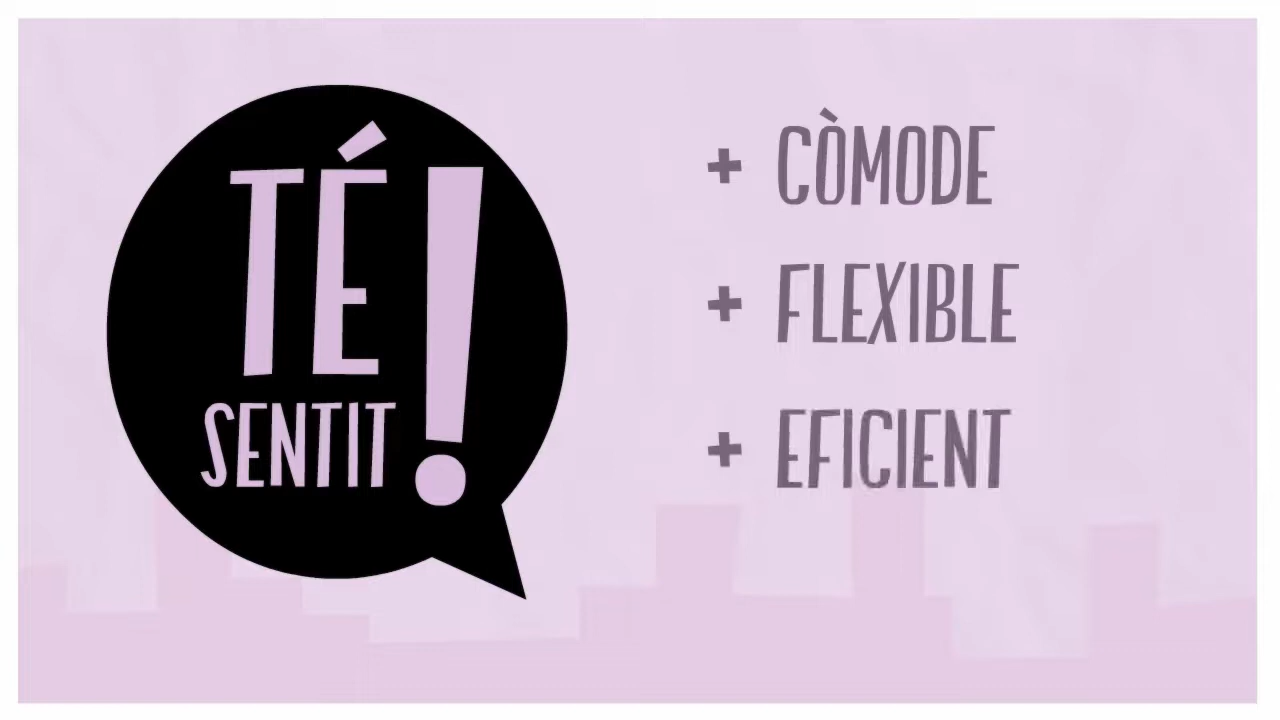 TÉ!
SENTIT
+ CÒMODE
+ FLEXIBLE
+ EFICIENT